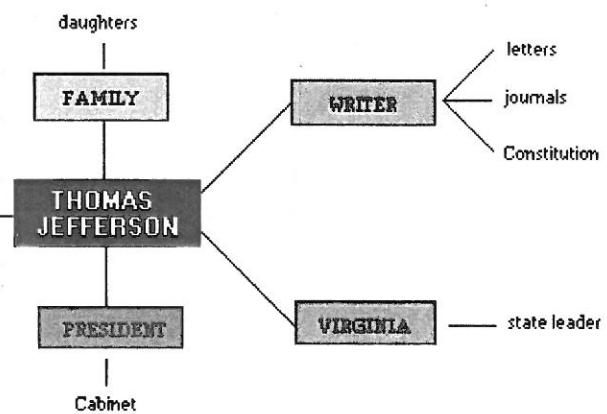 daughters
FAMILY
THOMAS
JEFFERSON
PRESIDENT
Cabinet
WRITER
letters
journals
Constitution
VIRGINIA
state leader